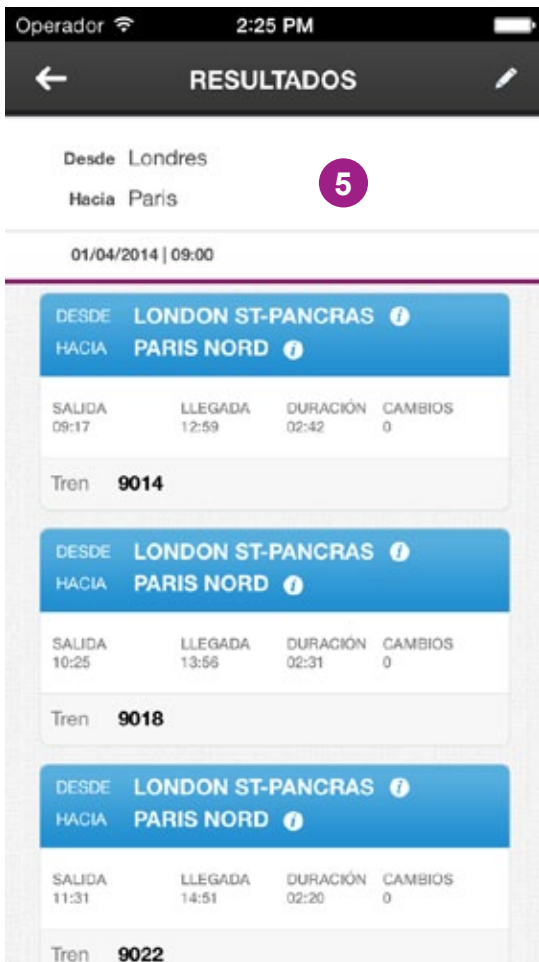 Operador 2:25 PM
RESULTADOS
Desde Londres
5
Hacia Paris
01/04/2014 | 09:00
DESDE LONDON ST-PANCRAS i
HACIA PARIS NORD i
SALIDA LLEGADA DURACIÓN CAMBIOS
09:17 12:59 02:42 0
Tren 9014
DESDE LONDON ST-PANCRAS i
HACIA PARIS NORD i
SALIDA LLEGADA DURACIÓN CAMBIOS
10:25 13:56 02:31 0
Tren 9018
DESDE LONDON ST-PANCRAS i
HACIA PARIS NORD i
SALIDA LLEGADA DURACIÓN CAMBIOS
11:31 14:51 02:20 0
Tren 9022